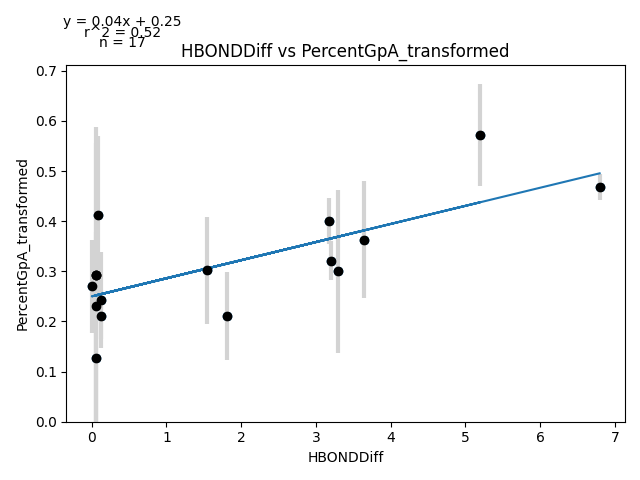 y = 0.04x + 0.25
r^2 = 0.52
n = 17
HBONDDiff vs PercentGpA_transformed
PercentGpA_transformed
0.7
0.6
0.5
0.4
0.3
0.2
0.1
0.0
0 1 2 3 4 5 6 7
HBONDDiff